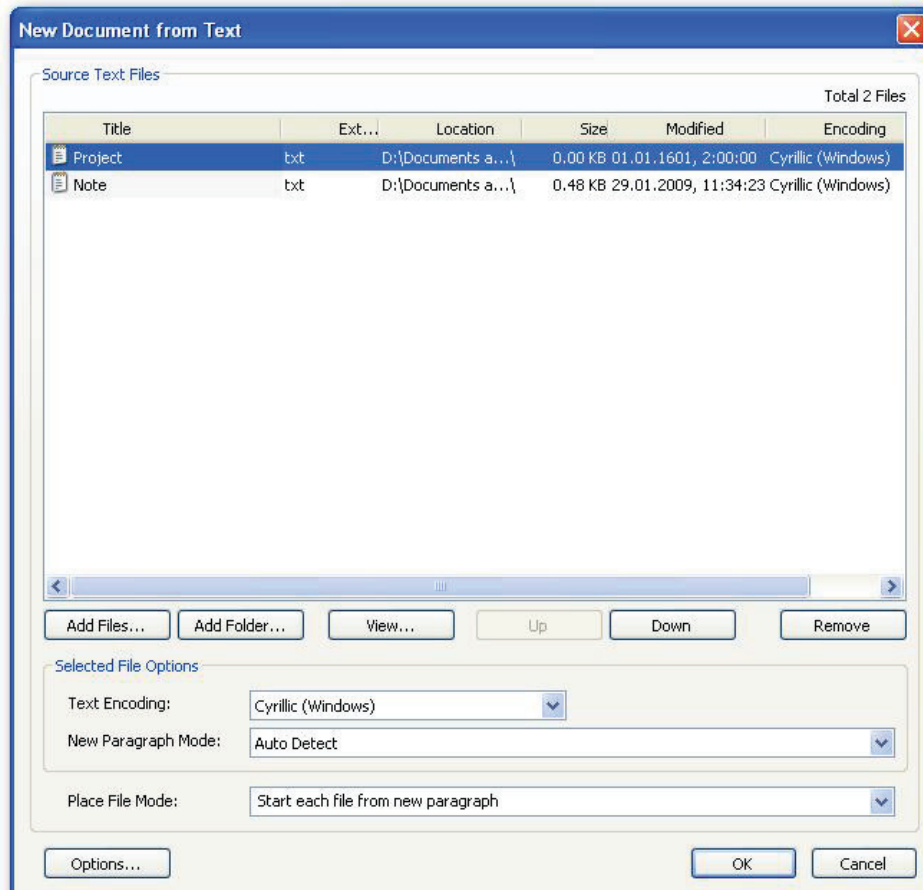 New Document from Text
Source Text Files
Total 2 Files
Title Ext... Location Size Modified Encoding
Project txt D:\Documents a...\ 0.00 KB 01.01.1601, 2:00:00 Cyrillic (Windows)
Note txt D:\Documents a...\ 0.48 KB 29.01.2009, 11:34:23 Cyrillic (Windows)
Add Files... Add Folder... View... Up Down Remove
Selected File Options
Text Encoding: Cyrillic (Windows)
New Paragraph Mode: Auto Detect
Place File Mode: Start each file from new paragraph
Options... OK Cancel